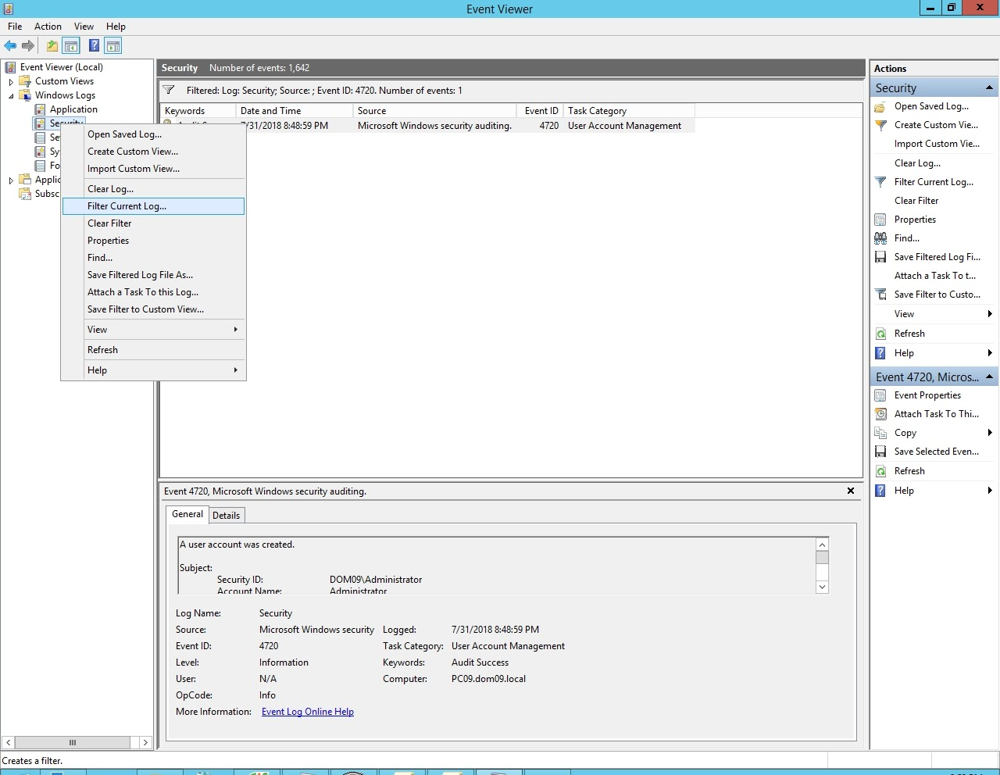 Event Viewer
File Action View Help
Event Viewer (Local)
Custom Views
Windows Logs
Application
Security
Subsc
Open Saved Log...
Create Custom View...
Import Custom View...
Clear Log...
Filter Current Log...
Clear Filter
Properties
Find...
Save Filtered Log File As...
Attach a Task To this Log...
Save Filter to Custom View...
View
Refresh
Help
Security Number of events: 1,642
Filtered: Log: Security; Source: ; Event ID: 4720. Number of events: 1
Keywords Date and Time Source Event ID Task Category
7/31/2018 8:48:59 PM Microsoft Windows security auditing. 4720 User Account Management
Event 4720, Microsoft Windows security auditing.
General Details
A user account was created.
Subject:
Security ID: DOM09\Administrator
Account Name: Administrator
Log Name: Security
Source: Microsoft Windows security Logged: 7/31/2018 8:48:59 PM
Event ID: 4720 Task Category: User Account Management
Level: Information Keywords: Audit Success
User: N/A Computer: PC09.dom09.local
OpCode: Info
More Information: Event Log Online Help
Actions
Security
Open Saved Log...
Create Custom Vie...
Import Custom Vie...
Clear Log...
Filter Current Log...
Clear Filter
Properties
Find...
Save Filtered Log Fi...
Attach a Task To t...
Save Filter to Custo...
View
Refresh
Help
Event 4720, Micros...
Event Properties
Attach Task To Thi...
Copy
Save Selected Even...
Refresh
Help
Creates a filter.